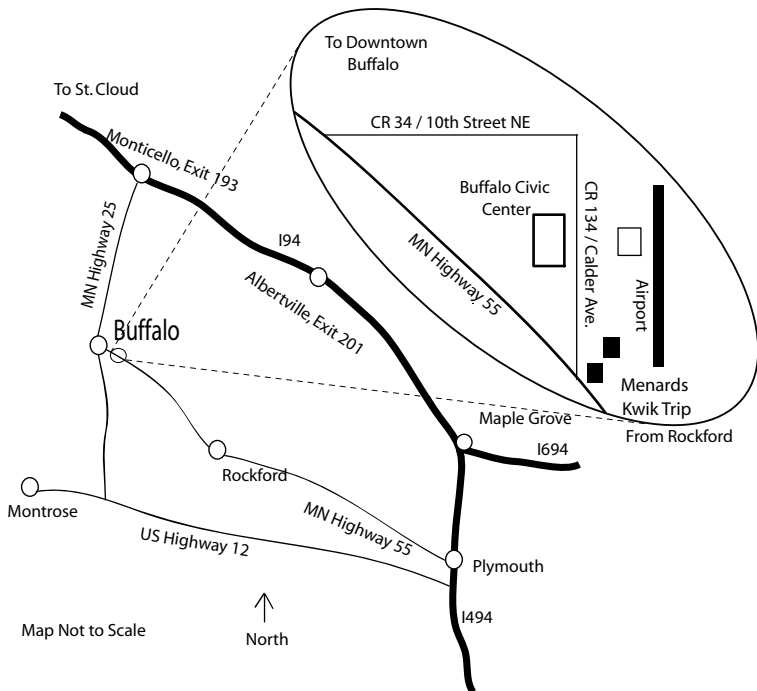 To Downtown
Buffalo
To St. Cloud
CR 34 / 10th Street NE
Monticello, Exit 193
Buffalo Civic
Center
CR 134 / Calder Ave.
MN Highway 25
I94
MN Highway 55
Airport
Albertville, Exit 201
Buffalo
Menards
Kwik Trip
From Rockford
Maple Grove
I694
Rockford
Montrose
MN Highway 55
US Highway 12
Plymouth
I494
Map Not to Scale
North